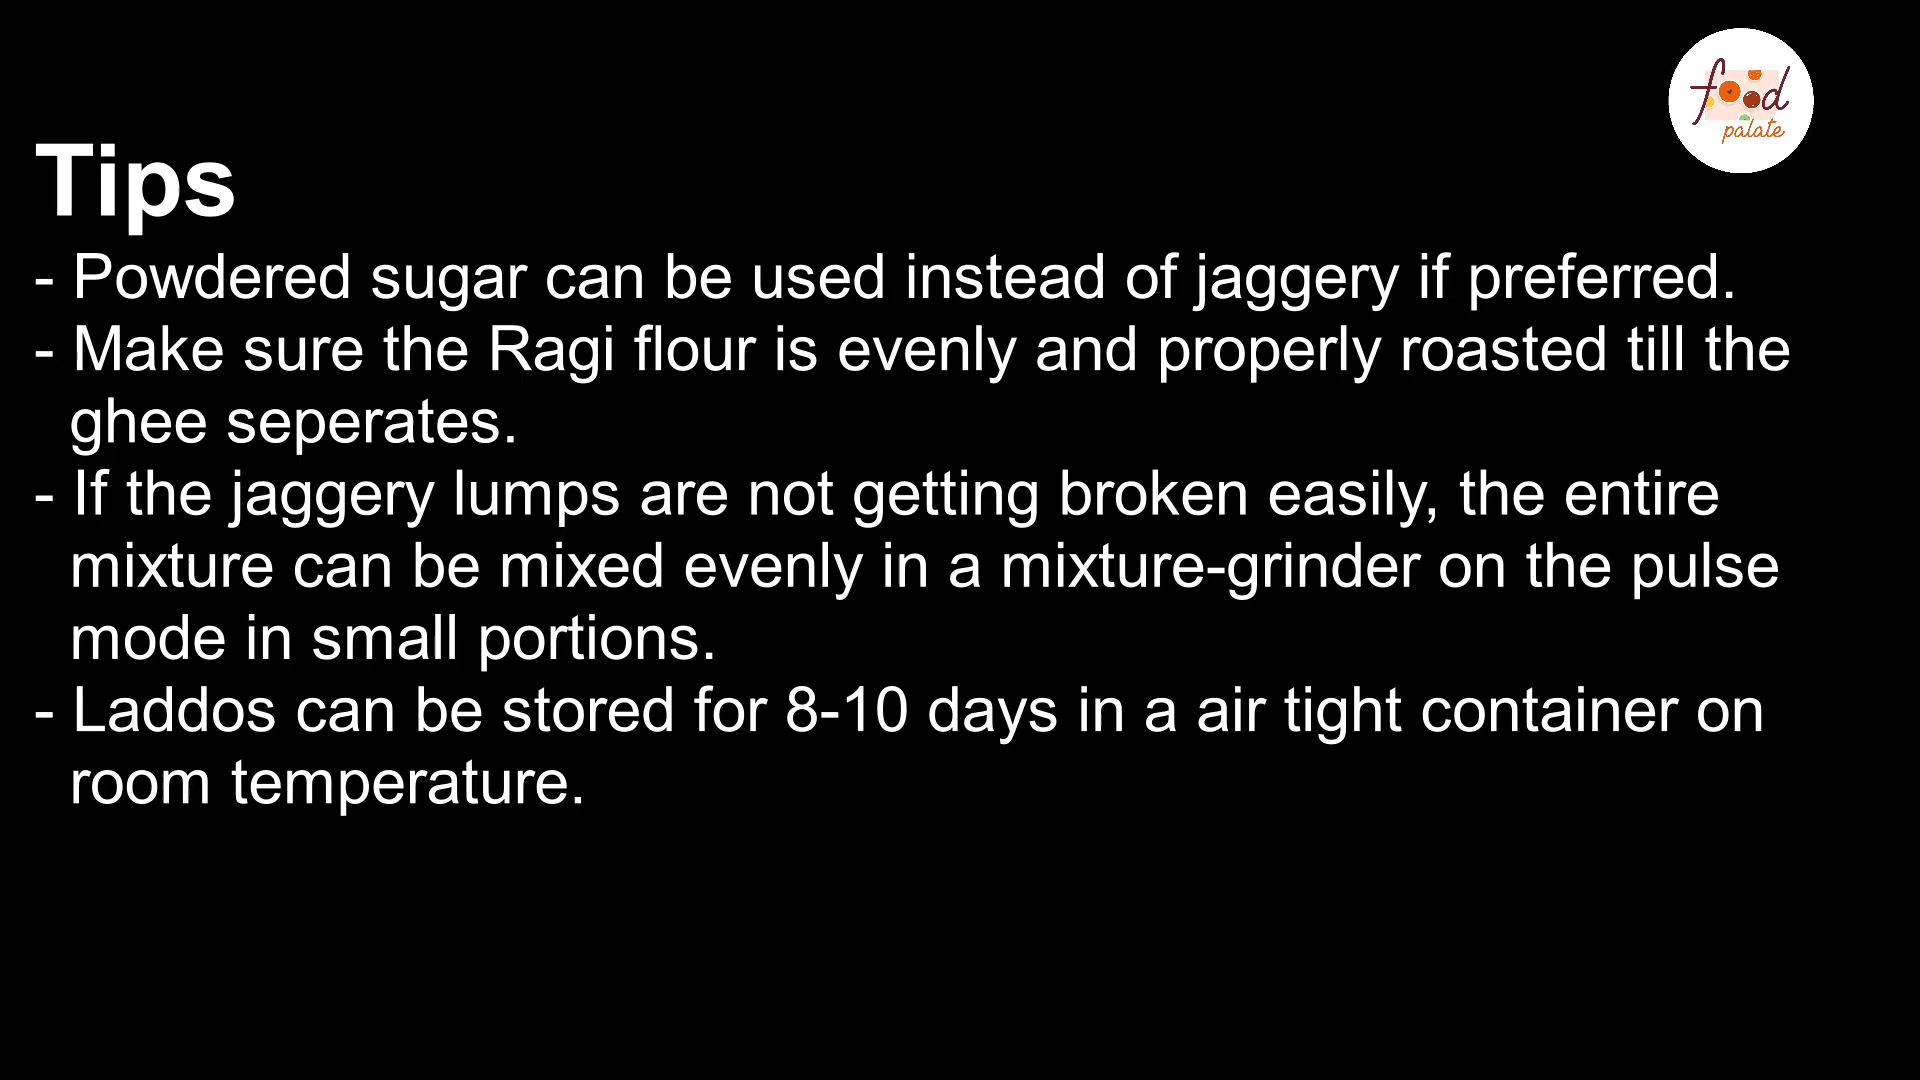 food
palate
Tips
- Powdered sugar can be used instead of jaggery if preferred.
- Make sure the Ragi flour is evenly and properly roasted till the
ghee seperates.
- If the jaggery lumps are not getting broken easily, the entire
mixture can be mixed evenly in a mixture-grinder on the pulse
mode in small portions.
- Laddos can be stored for 8-10 days in a air tight container on
room temperature.